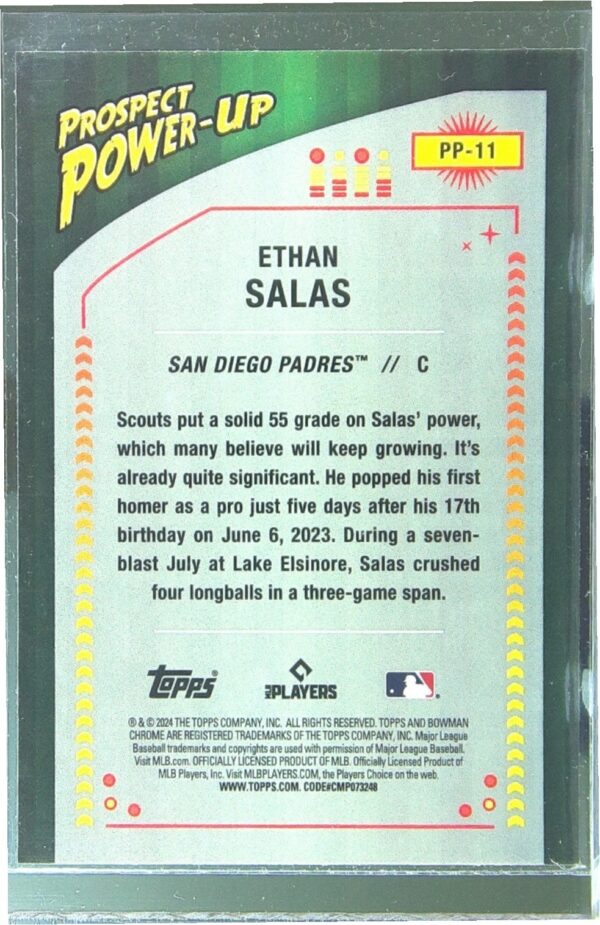 PROSPECT
POWER-UP
PP-11
ETHAN
SALAS
SAN DIEGO PADRES™ // C
Scouts put a solid 55 grade on Salas' power,
which many believe will keep growing. It's
already quite significant. He popped his first
homer as a pro just five days after his 17th
birthday on June 6, 2023. During a seven-
blast July at Lake Elsinore, Salas crushed
four longballs in a three-game span.
Topps®
MLB PLAYERS
® & © 2024 THE TOPPS COMPANY, INC. ALL RIGHTS RESERVED. TOPPS AND BOWMAN
CHROME ARE REGISTERED TRADEMARKS OF THE TOPPS COMPANY, INC. Major League
Baseball trademarks and copyrights are used with permission of Major League Baseball.
Visit MLB.com. OFFICIALLY LICENSED PRODUCT OF MLB. Officially Licensed Product of
MLB Players, Inc. Visit MLBPLAYERS.COM, the Players Choice on the web.
WWW.TOPPS.COM. CODE#CMP073248